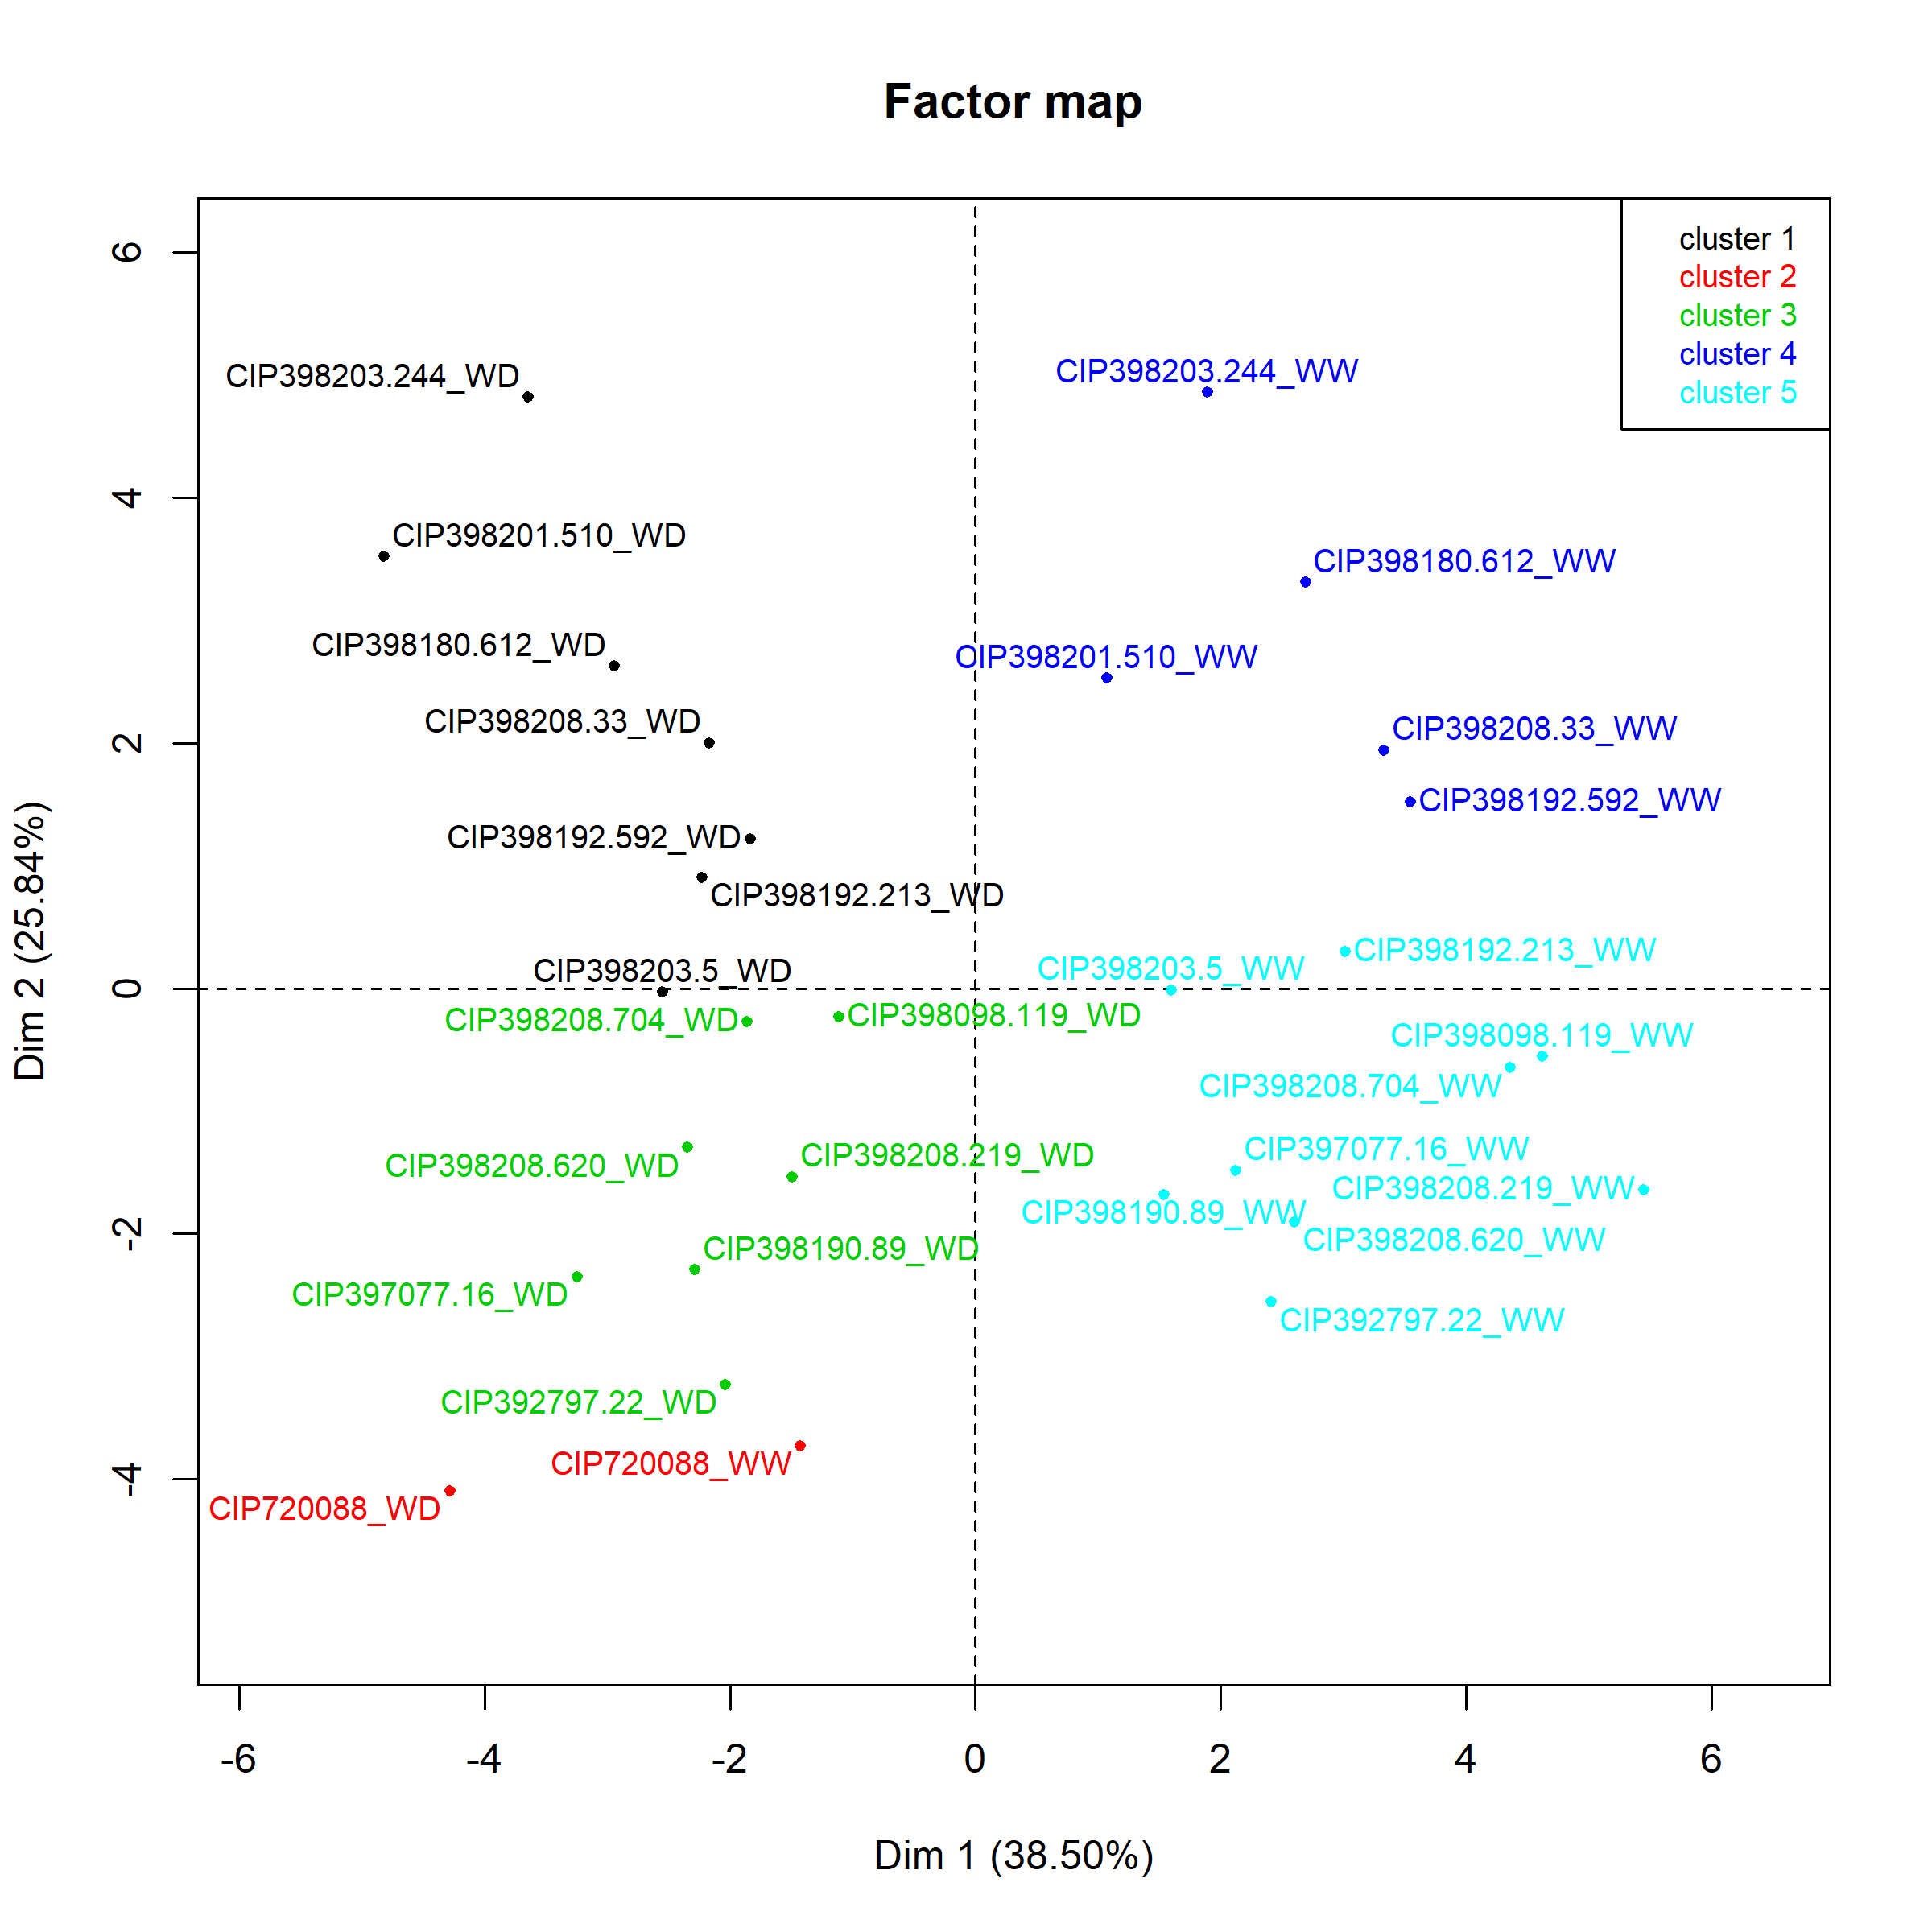 Factor map
cluster 1
cluster 2
cluster 3
cluster 4
cluster 5
6
4
2
0
-2
-4
Dim 2 (25.84%)
CIP398203.244_WD
CIP398203.244_WW
CIP398201.510_WD
CIP398180.612_WW
CIP398180.612_WD
CIP398201.510_WW
CIP398208.33_WD
CIP398208.33_WW
CIP398192.592_WW
CIP398192.592_WD
CIP398192.213_WD
CIP398192.213_WW
CIP398203.5_WD
CIP398203.5_WW
CIP398208.704_WD
CIP398098.119_WD
CIP398098.119_WW
CIP398208.704_WW
CIP397077.16_WW
CIP398208.620_WD
CIP398208.219_WD
CIP398208.219_WW
CIP398190.89_WW
CIP398208.620_WW
CIP398190.89_WD
CIP397077.16_WD
CIP392797.22_WW
CIP392797.22_WD
CIP720088_WW
CIP720088_WD
-6
-4
-2
0
2
4
6
Dim 1 (38.50%)